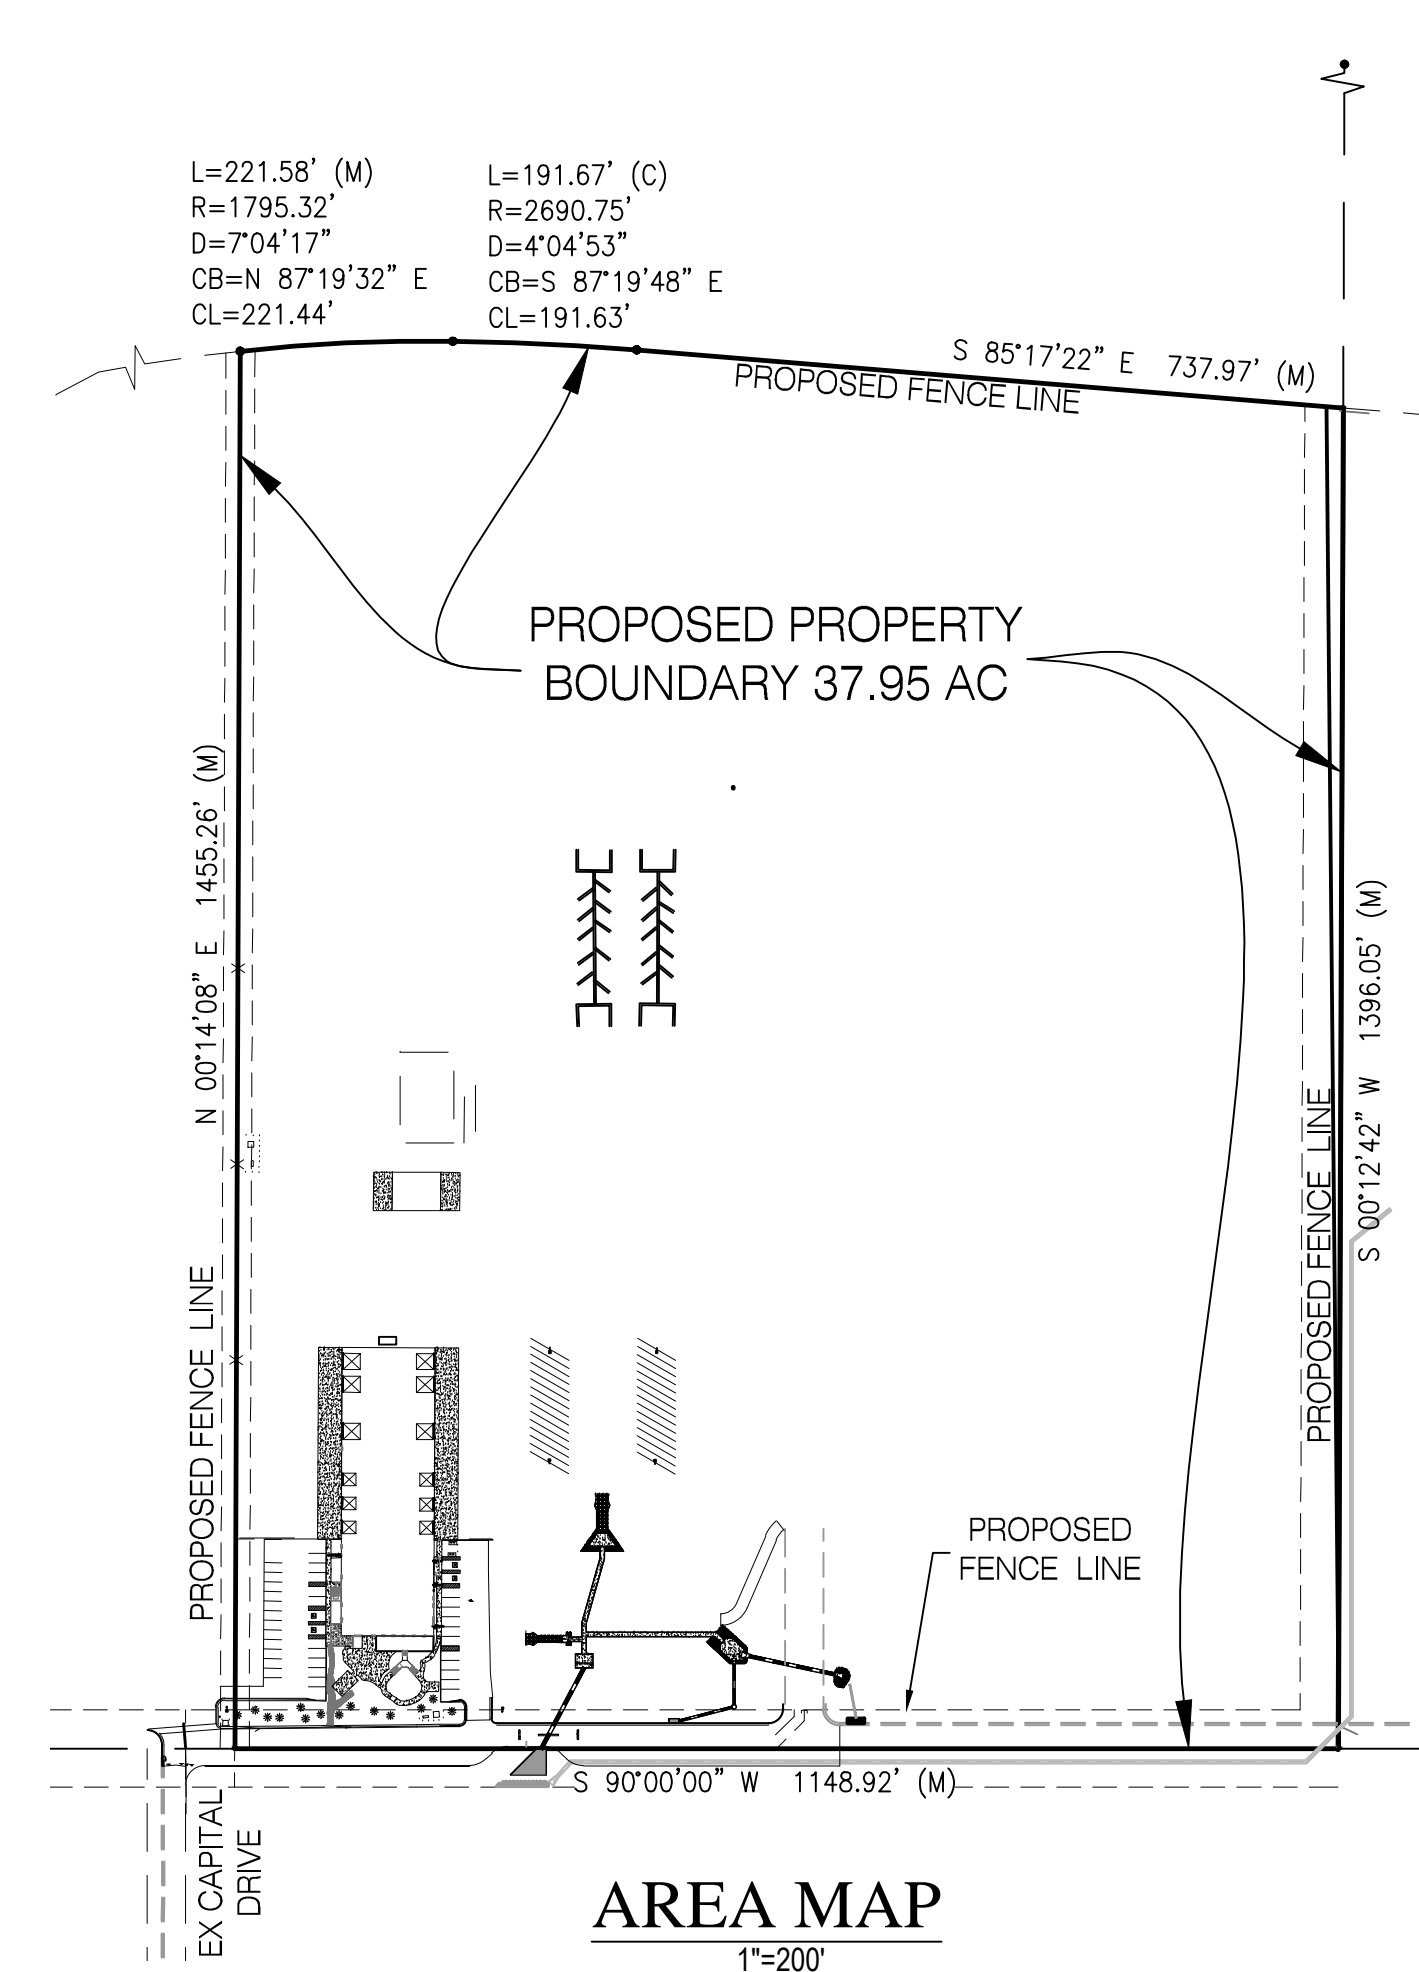 L=221.58' (M)
R=1795.32'
D=7°04'17"
CB=N 87°19'32" E
CL=221.44'
L=191.67' (C)
R=2690.75'
D=4°04'53"
CB=S 87°19'48" E
CL=191.63'
S 85°17'22" E 737.97' (M)
PROPOSED FENCE LINE
PROPOSED PROPERTY
BOUNDARY 37.95 AC
N 00°14'08" E 1455.26' (M)
S 00°12'42" W 1396.05' (M)
PROPOSED FENCE LINE
PROPOSED FENCE LINE
PROPOSED
FENCE LINE
S 90°00'00" W 1148.92' (M)
EX CAPITAL
DRIVE
AREA MAP
1"=200'